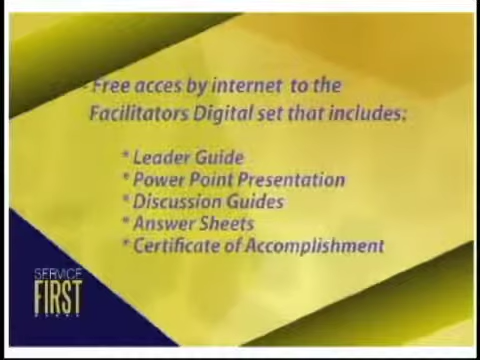 - Free acces by internet to the
Facilitators Digital set that includes:
* Leader Guide
* Power Point Presentation
* Discussion Guides
* Answer Sheets
* Certificate of Accomplishment
SERVICE
FIRST